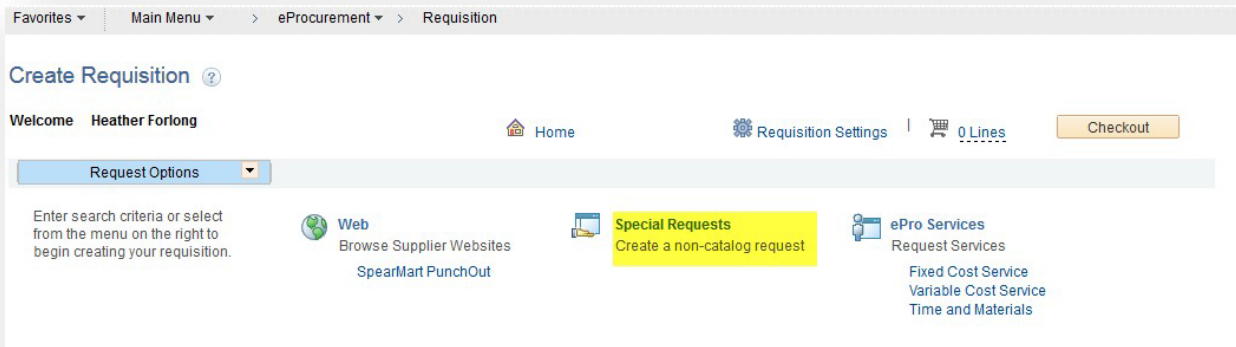 Favorites Main Menu > eProcurement > Requisition
Create Requisition ?
Welcome Heather Forlong
Home
Requisition Settings | 0 Lines
Checkout
Request Options
Enter search criteria or select
from the menu on the right to
begin creating your requisition.
Web
Browse Supplier Websites
SpearMart PunchOut
Special Requests
Create a non-catalog request
ePro Services
Request Services
Fixed Cost Service
Variable Cost Service
Time and Materials